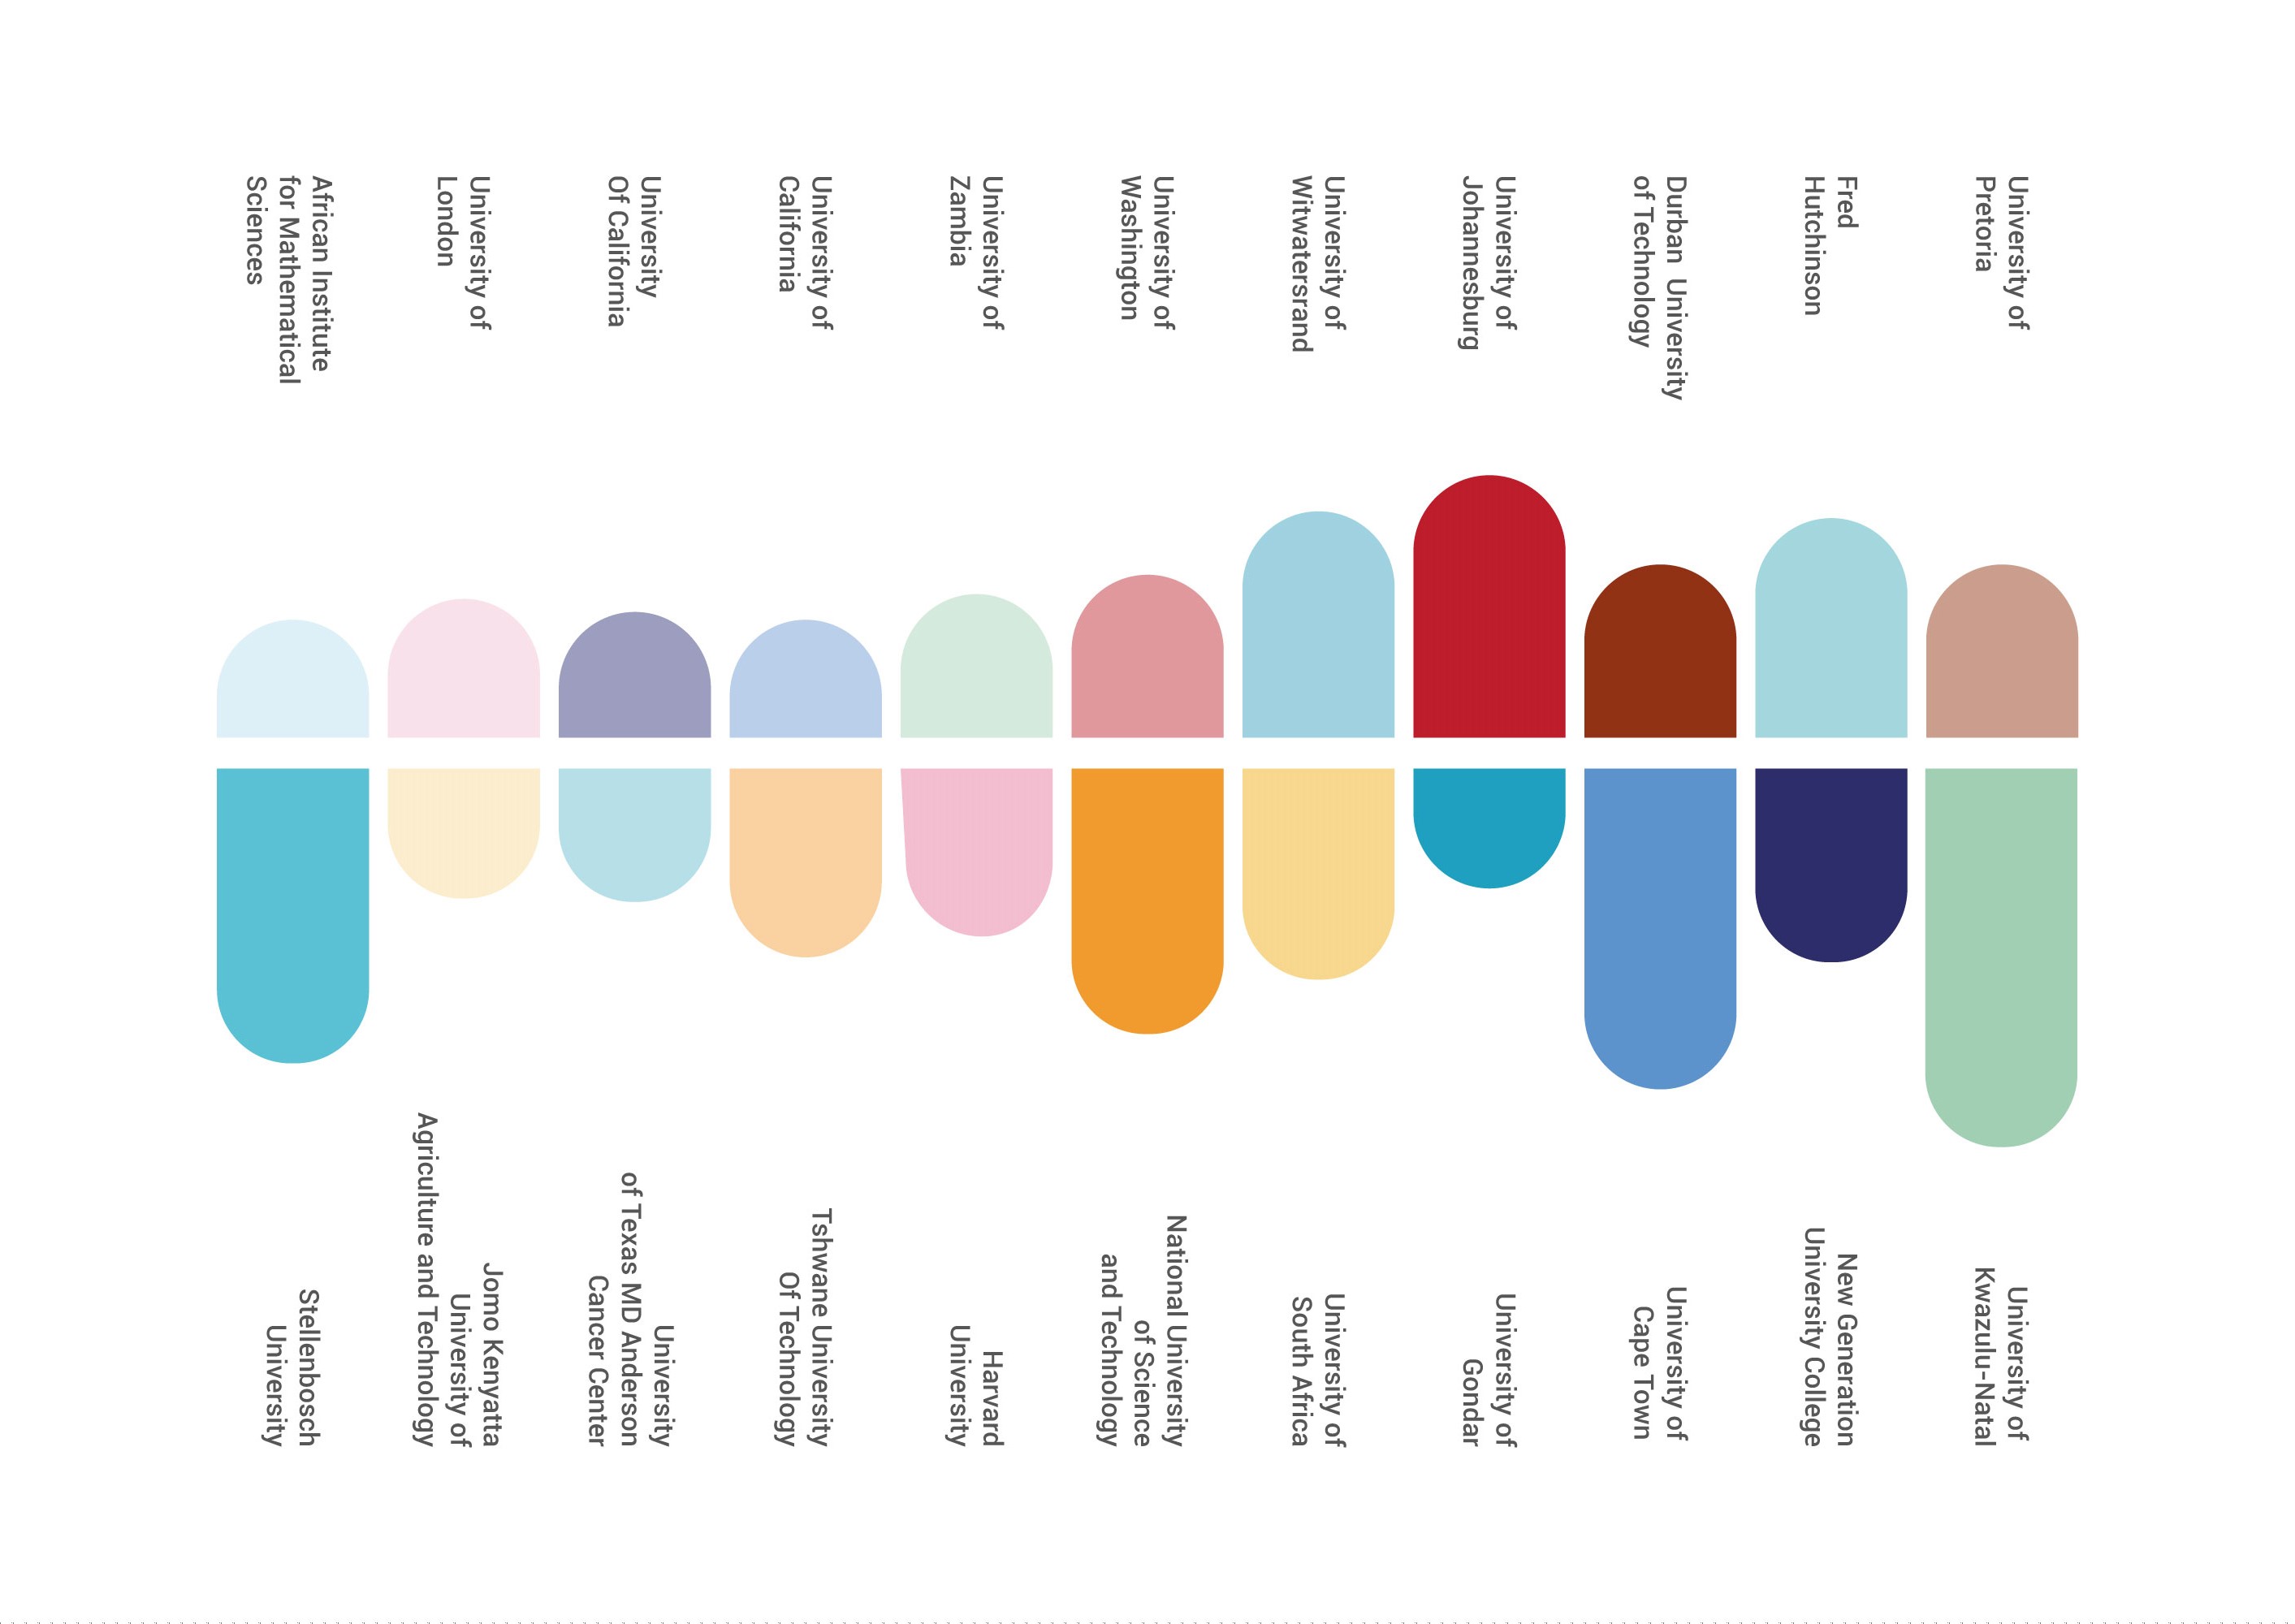 African Institute
for Mathematical
Sciences
University of
London
University
Of California
University of
California
University of
Zambia
University of
Washington
University of
Witwatersrand
University of
Johannesburg
Durban University
of Technology
Fred
Hutchinson
University of
Pretoria
Stelllenbosch
University
Jomo Kenyatta
University of
Agriculture and Technology
University
of Texas MD Anderson
Cancer Center
Tshwane University
Of Technology
Harvard
University
National University
of Science
and Technology
University of
South Africa
University of
Gondar
University of
Cape Town
New Generation
University College
University of
Kwazulu-Natal